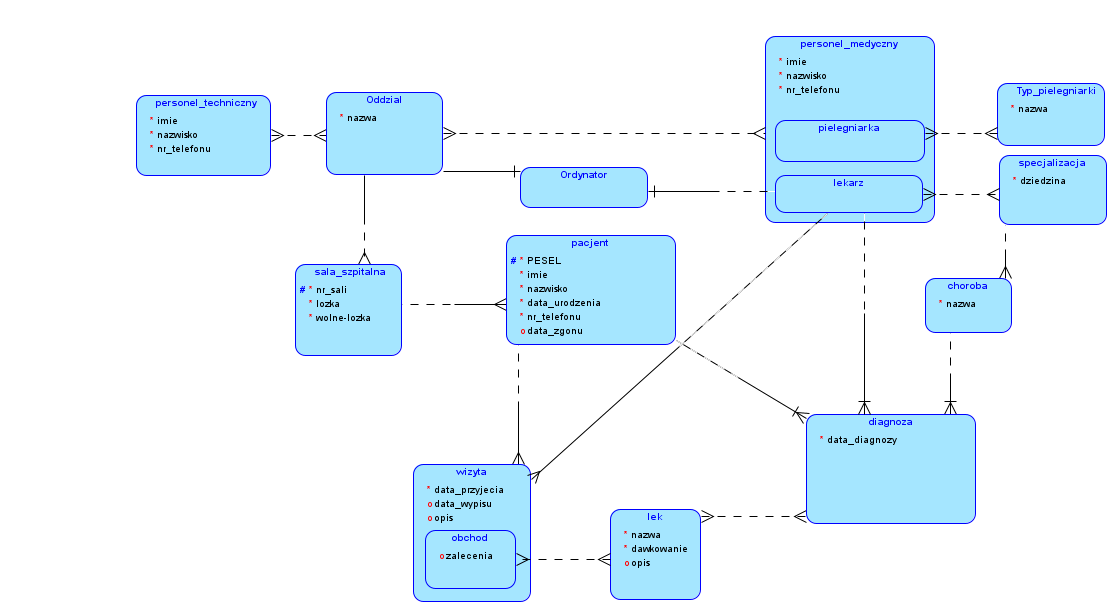 personel_techniczny
* imie
* nazwisko
* nr_telefonu
Oddzial
* nazwa
personel_medyczny
* imie
* nazwisko
* nr_telefonu
pielegniarka
lekarz
Typ_pielegniarki
* nazwa
specjalizacja
* dziedzina
Ordynator
sala_szpitalna
# * nr_sali
* lozka
* wolne-lozka
pacjent
# * PESEL
* imie
* nazwisko
* data_urodzenia
* nr_telefonu
o data_zgonu
choroba
* nazwa
diagnoza
* data_diagnozy
wizyta
* data_przyjecia
o data_wypisu
o opis
obchod
o zalecenia
lek
* nazwa
* dawkowanie
o opis